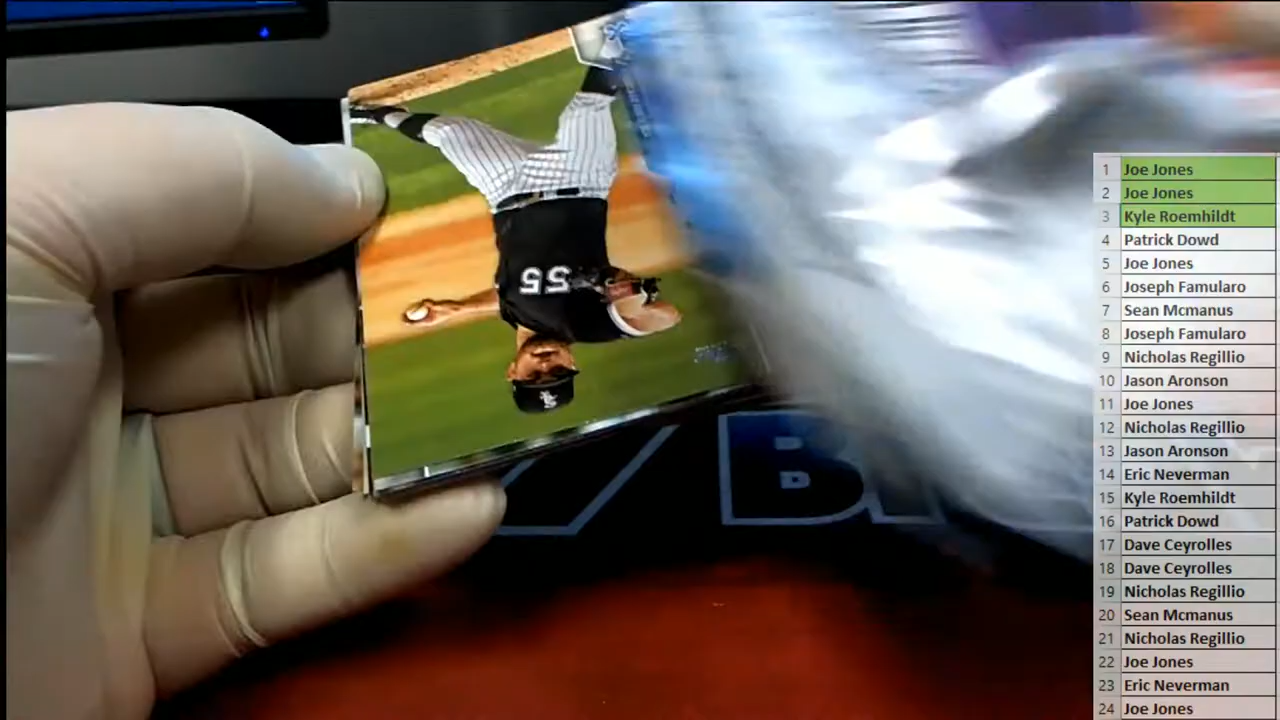 55
1 Joe Jones
2 Joe Jones
3 Kyle Roemhildt
4 Patrick Dowd
5 Joe Jones
6 Joseph Famularo
7 Sean Mcmanus
8 Joseph Famularo
9 Nicholas Regillio
10 Jason Aronson
11 Joe Jones
12 Nicholas Regillio
13 Jason Aronson
14 Eric Neverman
15 Kyle Roemhildt
16 Patrick Dowd
17 Dave Ceyrolles
18 Dave Ceyrolles
19 Nicholas Regillio
20 Sean Mcmanus
21 Nicholas Regillio
22 Joe Jones
23 Eric Neverman
24 Joe Jones